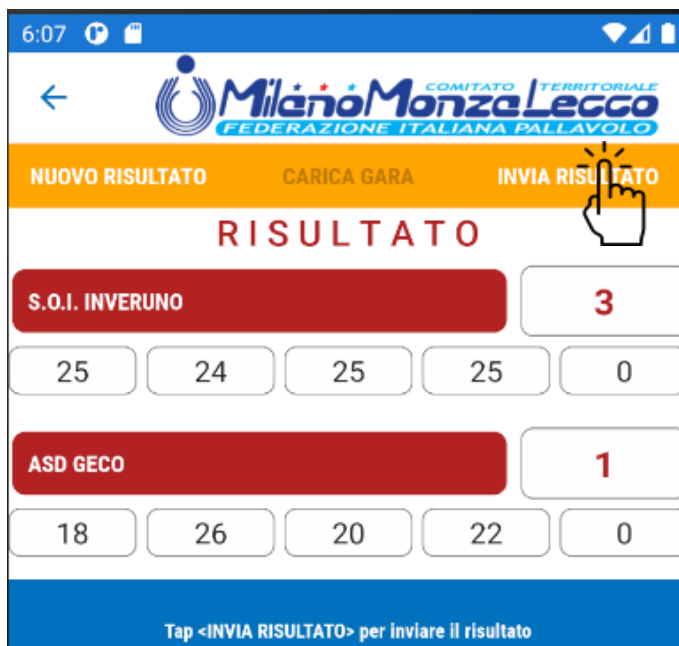 6:07
COMITATO TERRITORIALE
MilanoMonzaLecco
FEDERAZIONE ITALIANA PALLAVOLO
NUOVO RISULTATO CARICA GARA INVIA RISULTATO
RISULTATO
S.O.I. INVERUNO 3
25 24 25 25 0
ASD GECO 1
18 26 20 22 0
Tap <INVIA RISULTATO> per inviare il risultato